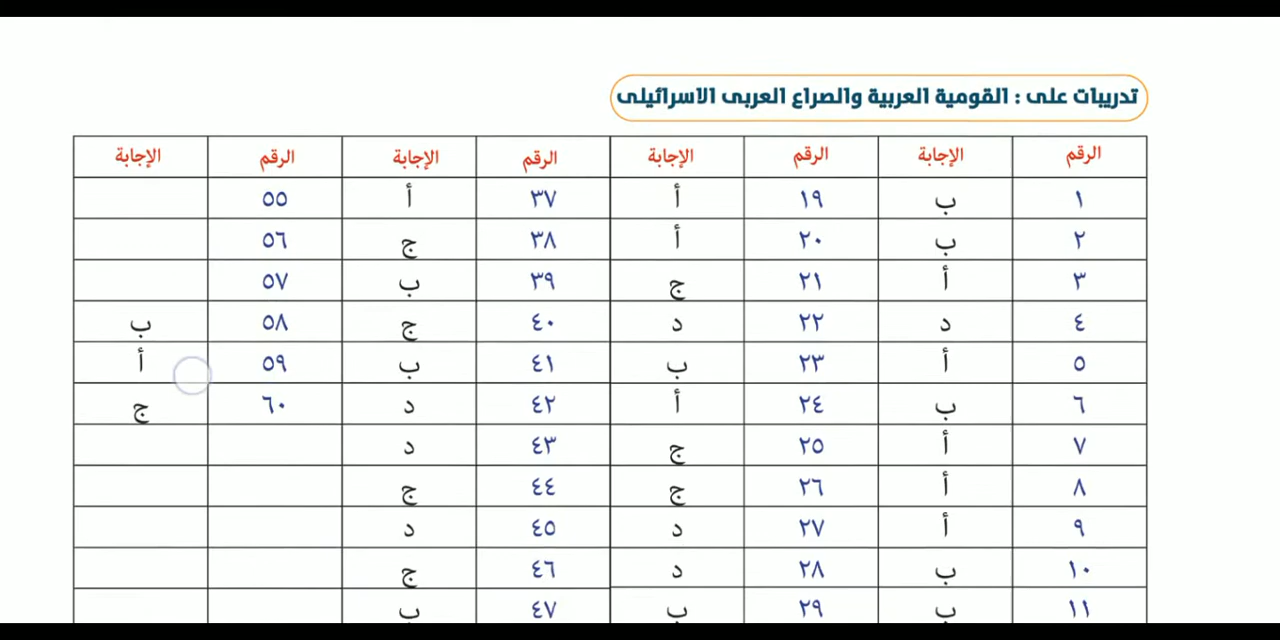 تدريبات على : القومية العربية والصراع العربى الاسرائيلى
الرقم الإجابة الرقم الإجابة الرقم الإجابة الرقم الإجابة
١ ب ١٩ أ ٣٧ أ ٥٥
٢ ب ٢٠ أ ٣٨ ج ٥٦
٣ أ ٢١ ج ٣٩ ب ٥٧
٤ د ٢٢ د ٤٠ ج ٥٨ ب
٥ أ ٢٣ ب ٤١ ب ٥٩ أ
٦ ب ٢٤ أ ٤٢ د ٦٠ ج
٧ أ ٢٥ ج ٤٣ د
٨ أ ٢٦ ج ٤٤ ج
٩ أ ٢٧ د ٤٥ د
١٠ ب ٢٨ د ٤٦ ج
١١ ب ٢٩ ب ٤٧ ب